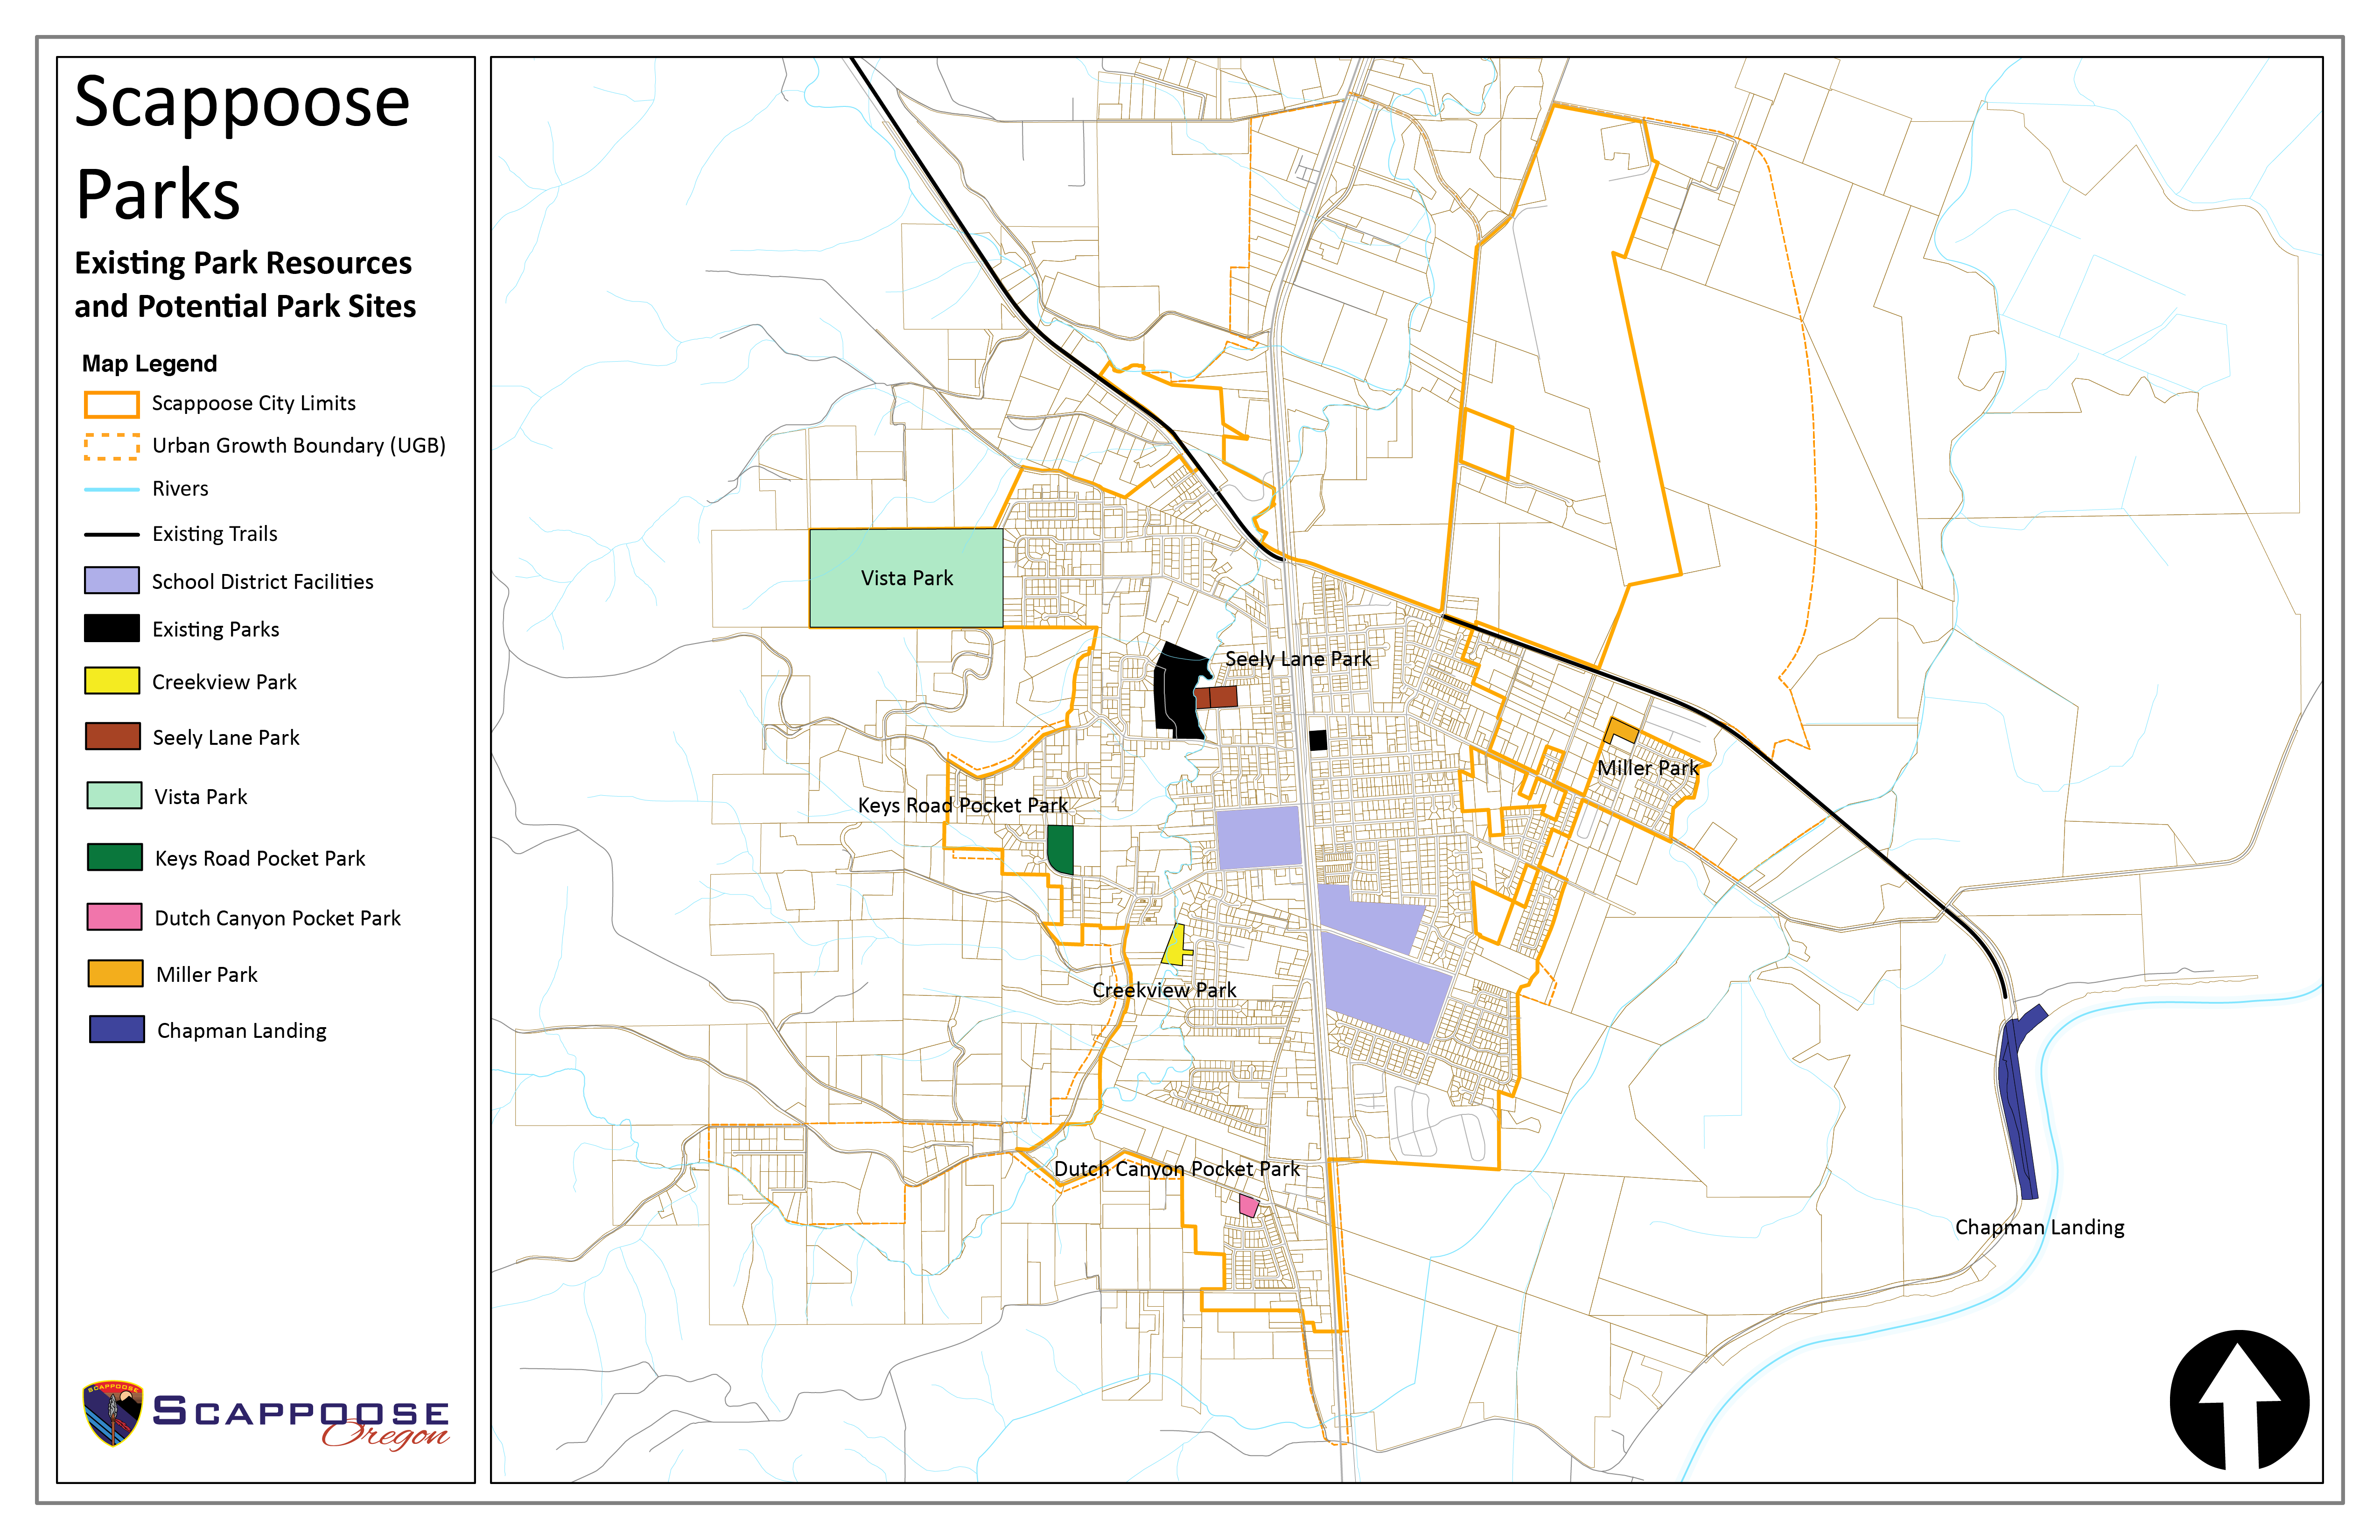 Scappoose
Parks
Existing Park Resources
and Potential Park Sites
Map Legend
Scappoose City Limits
Urban Growth Boundary (UGB)
Rivers
Existing Trails
School District Facilities
Existing Parks
Creekview Park
Seely Lane Park
Vista Park
Keys Road Pocket Park
Dutch Canyon Pocket Park
Miller Park
Chapman Landing
SCAPPOOSE
SCAPPOOSE
Oregon
Vista Park
Seely Lane Park
Miller Park
Keys Road Pocket Park
Creekview Park
Dutch Canyon Pocket Park
Chapman Landing